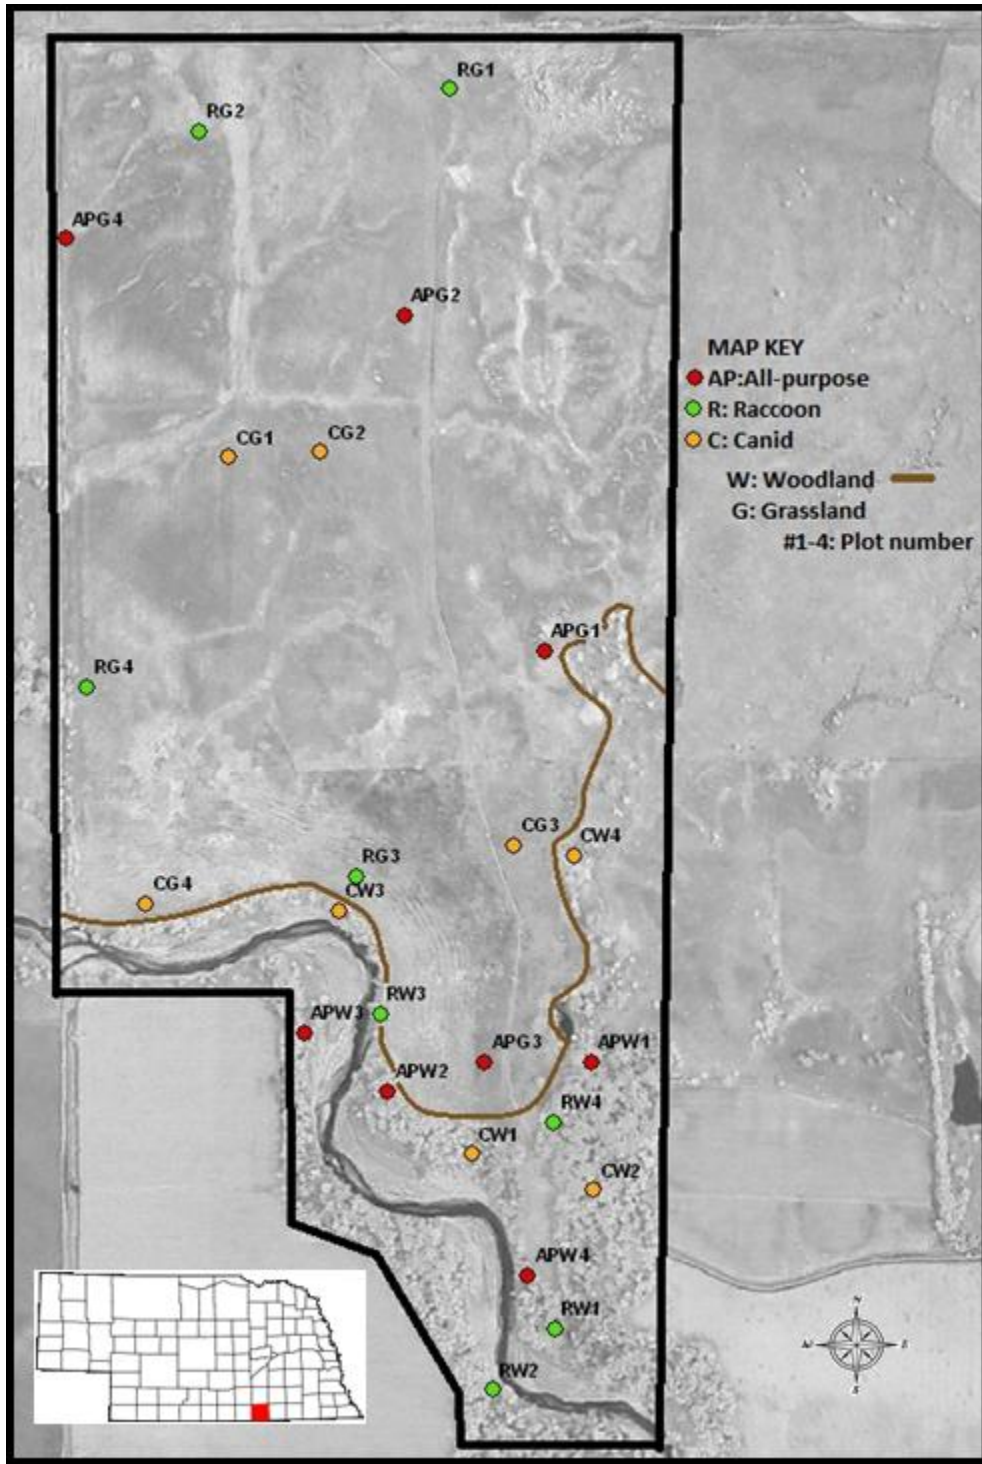 RG1
RG2
APG4
APG2
MAP KEY
AP:All-purpose
R: Raccoon
C: Canid
CG1
CG2
W: Woodland
G: Grassland
#1-4: Plot number
APG1
RG4
CG3
CW4
RG3
CG4
CW3
RW3
APW3
APG3
APW1
APW2
RW4
CW1
CW2
APW4
RW1
N
RW2
S